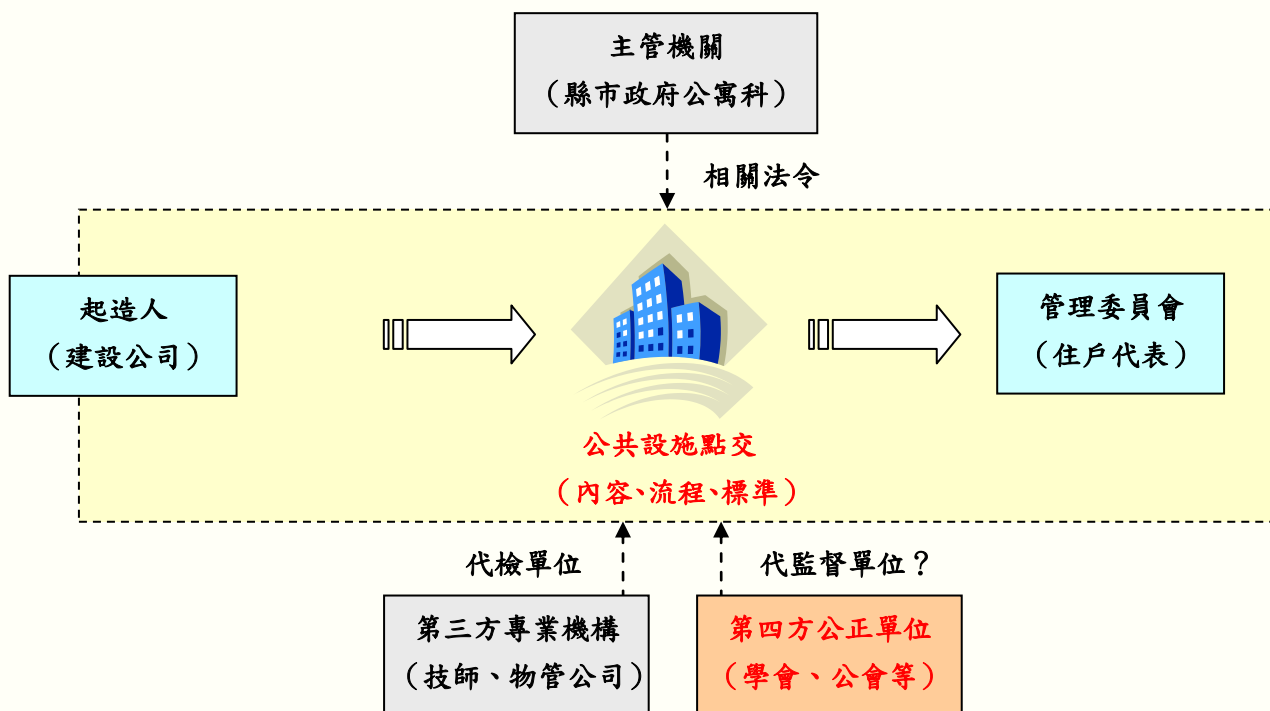 主管機關
（縣市政府公寓科）
相關法令
起造人
（建設公司）
管理委員會
（住戶代表）
公共設施點交
（內容、流程、標準）
代檢單位
代監督單位？
第三方專業機構
（技師、物管公司）
第四方公正單位
（學會、公會等）